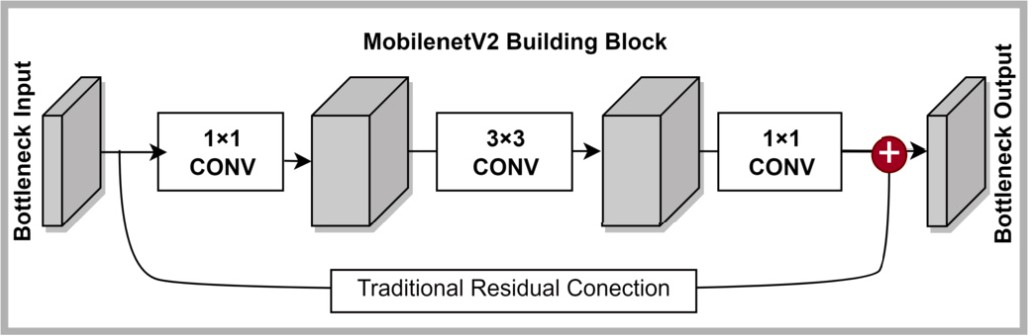 MobilenetV2 Building Block
Bottleneck Input
1×1
CONV
3×3
CONV
1×1
CONV
+
Bottleneck Output
Traditional Residual Conection